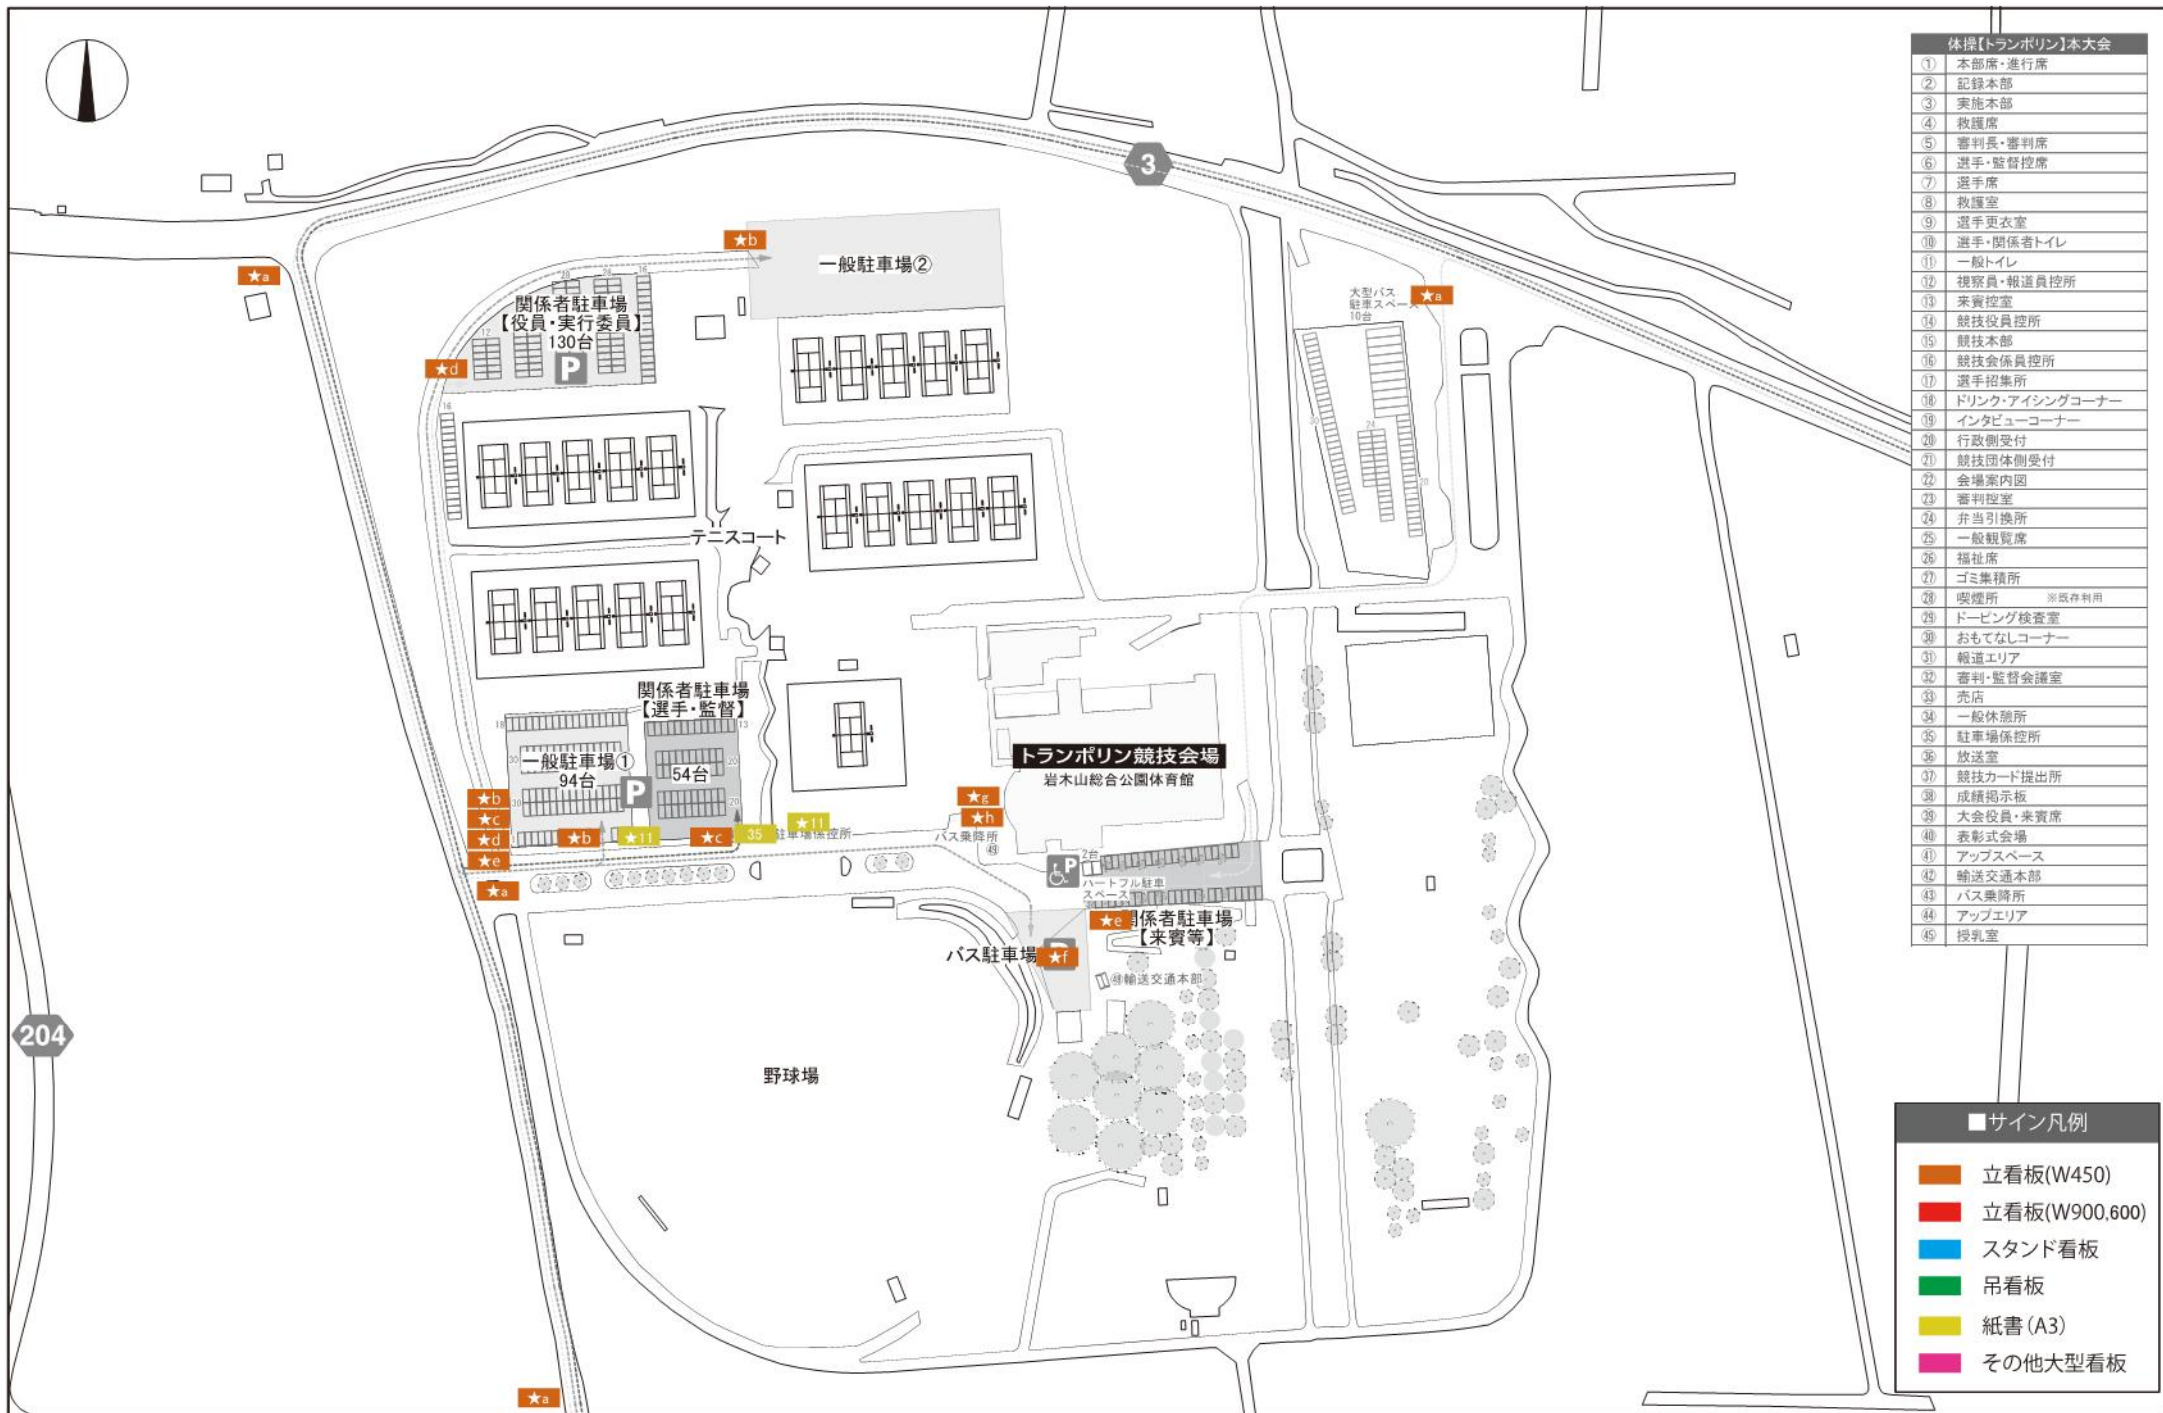 3
★b
一般駐車場②
★a
28
26
16
関係者駐車場
【役員・実行委員】
130台
P
12
★d
大型バス
駐車スペース
10台
★a
16
30
24
20
テニスコート
関係者駐車場
【選手・監督】
18
13
一般駐車場①
94台
30
54台
20
P
30
20
トランポリン競技会場
岩木山総合公園体育館
★b
★c
★d
★e
★b
★11
★c
35
★11
駐車場係控所
★g
★h
バス乗降所
㊾
★a
2台
P
ハートフル駐車
スペース
★e
関係者駐車場
【来賓等】
バス駐車場
★f
輸送交通本部
204
野球場
★a
体操【トランポリン】本大会
① 本部席・進行席
② 記録本部
③ 実施本部
④ 救護席
⑤ 審判長・審判席
⑥ 選手・監督控席
⑦ 選手席
⑧ 救護室
⑨ 選手更衣室
⑩ 選手・関係者トイレ
⑪ 一般トイレ
⑫ 視察員・報道員控所
⑬ 来賓控室
⑭ 競技役員控所
⑮ 競技本部
⑯ 競技会係員控所
⑰ 選手招集所
⑱ ドリンク・アイシングコーナー
⑲ インタビューコーナー
⑳ 行政側受付
㉑ 競技団体側受付
㉒ 会場案内図
㉓ 審判控室
㉔ 弁当引換所
㉕ 一般観覧席
㉖ 福祉席
㉗ ゴミ集積所
㉘ 喫煙所 ※既存利用
㉙ ドーピング検査室
㉚ おもてなしコーナー
㉛ 報道エリア
㉜ 審判・監督会議室
㉝ 売店
㉞ 一般休憩所
㉟ 駐車場係控所
㊱ 放送室
㊲ 競技カード提出所
㊳ 成績掲示板
㊴ 大会役員・来賓席
㊵ 表彰式会場
㊶ アップスペース
㊷ 輸送交通本部
㊸ バス乗降所
㊹ アップエリア
㊺ 授乳室
■サイン凡例
立看板(W450)
立看板(W900,600)
スタンド看板
吊看板
紙書(A3)
その他大型看板